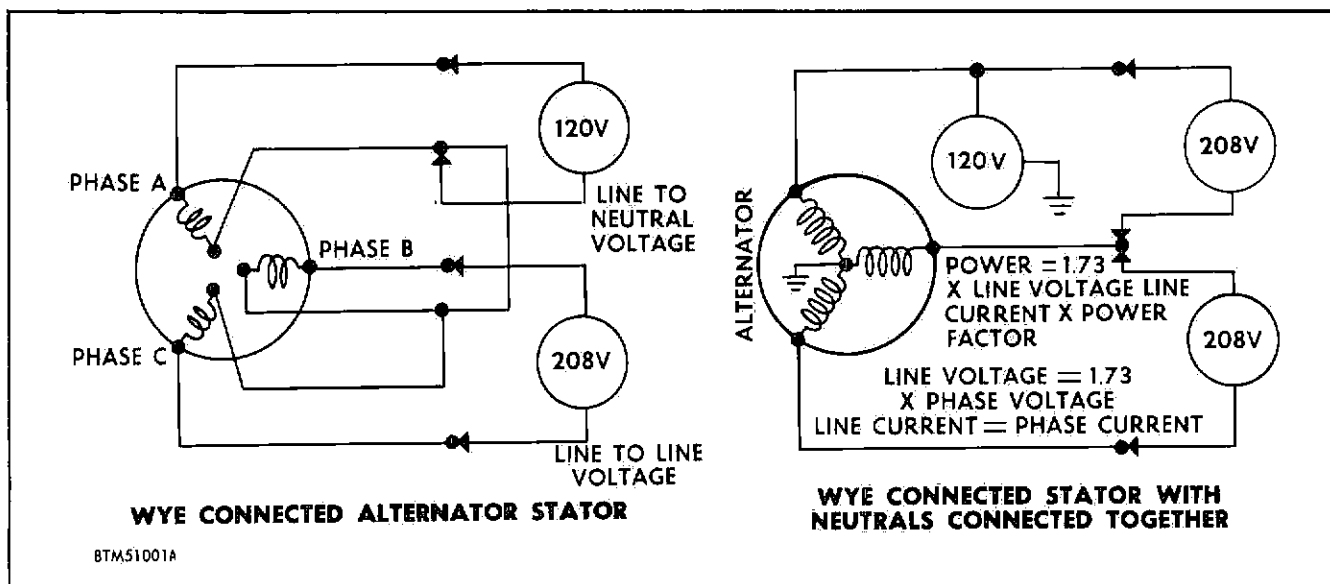 120V
PHASE A
LINE TO
NEUTRAL
VOLTAGE
PHASE B
208V
PHASE C
LINE TO LINE
VOLTAGE
WYE CONNECTED ALTERNATOR STATOR
BTM51001A
120V
208V
ALTERNATOR
POWER = 1.73
X LINE VOLTAGE LINE
CURRENT X POWER
FACTOR
208V
LINE VOLTAGE = 1.73
X PHASE VOLTAGE
LINE CURRENT = PHASE CURRENT
WYE CONNECTED STATOR WITH
NEUTRALS CONNECTED TOGETHER